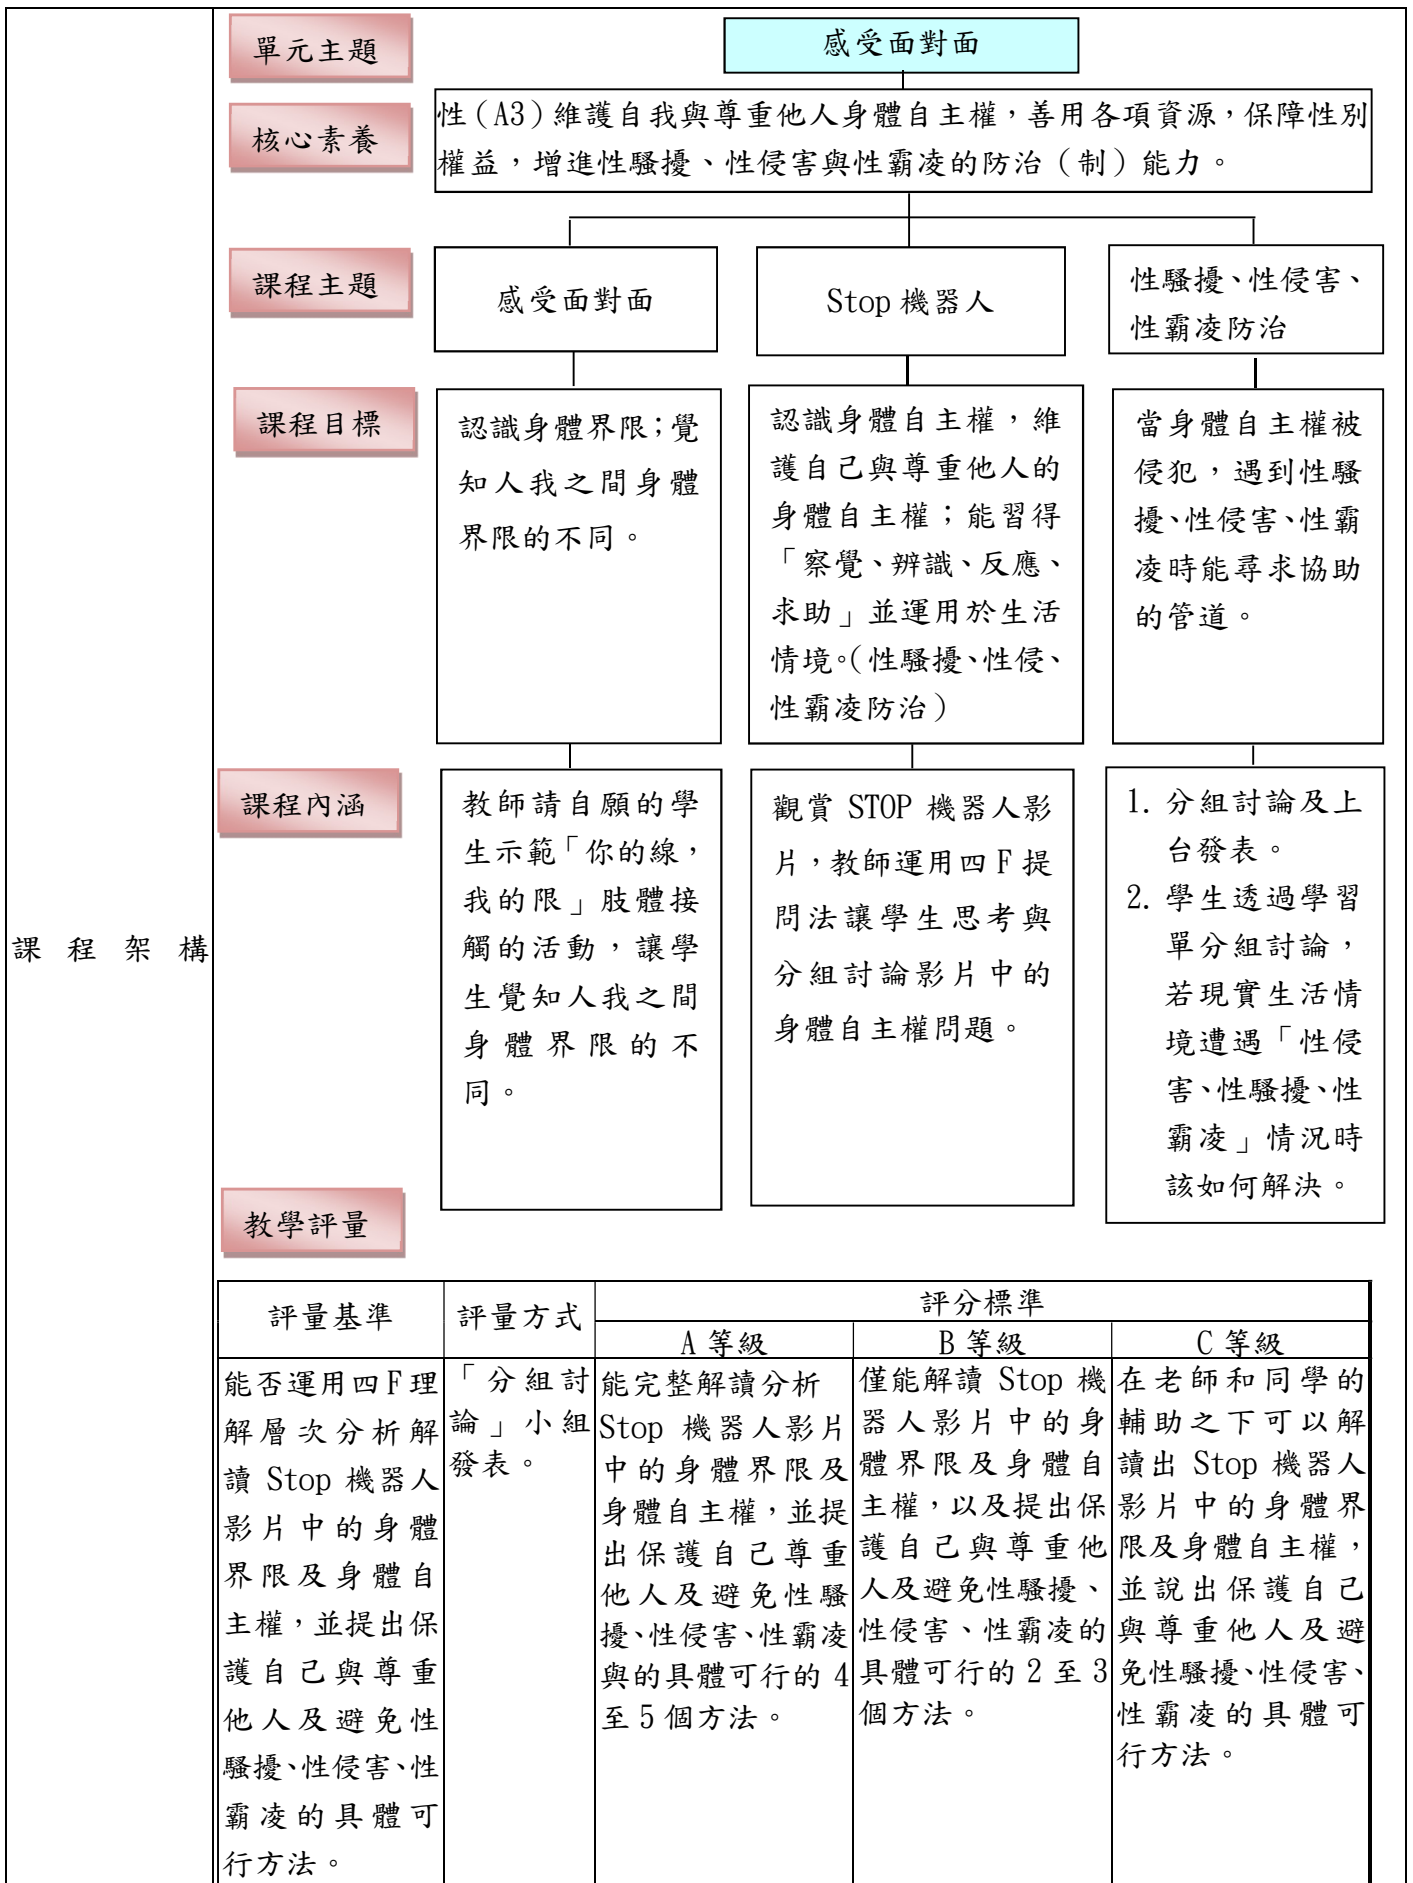 課程架構
單元主題
感受面對面
核心素養
性（A3）維護自我與尊重他人身體自主權，善用各項資源，保障性別
權益，增進性騷擾、性侵害與性霸凌的防治（制）能力。
課程主題
感受面對面
Stop 機器人
性騷擾、性侵害、
性霸凌防治
課程目標
認識身體界限；覺
知人我之間身體
界限的不同。
認識身體自主權，維
護自己與尊重他人的
身體自主權；能習得
「察覺、辨識、反應、
求助」並運用於生活
情境。（性騷擾、性侵、
性霸凌防治）
當身體自主權被
侵犯，遇到性騷
擾、性侵害、性霸
凌時能尋求協助
的管道。
課程內涵
教師請自願的學
生示範「你的線，
我的限」肢體接
觸的活動，讓學
生覺知人我之間
身體界限的不
同。
觀賞 STOP 機器人影
片，教師運用四 F 提
問法讓學生思考與
分組討論影片中的
身體自主權問題。
1. 分組討論及上
台發表。
2. 學生透過學習
單分組討論，
若現實生活情
境遭遇「性侵
害、性騷擾、性
霸凌」情況時
該如何解決。
教學評量
評量基準
評量方式
評分標準
A 等級
B 等級
C 等級
能否運用四 F 理
解層次分析解
讀 Stop 機器人
影片中的身體
界限及身體自
主權，並提出保
護自己與尊重
他人及避免性
騷擾、性侵害、性
霸凌的具體可
行方法。
「分組討
論」小組
發表。
能完整解讀分析
Stop 機器人影片
中的身體界限及
身體自主權，並提
出保護自己尊重
他人及避免性騷
擾、性侵害、性霸凌
與的具體可行的 4
至 5 個方法。
僅能解讀 Stop 機
器人影片中的身
體界限及身體自
主權，以及提出保
護自己與尊重他
人及避免性騷擾、
性侵害、性霸凌的
具體可行的 2 至 3
個方法。
在老師和同學的
輔助之下可以解
讀出 Stop 機器人
影片中的身體界
限及身體自主權，
並說出保護自己
與尊重他人及避
免性騷擾、性侵害、
性霸凌的具體可
行方法。